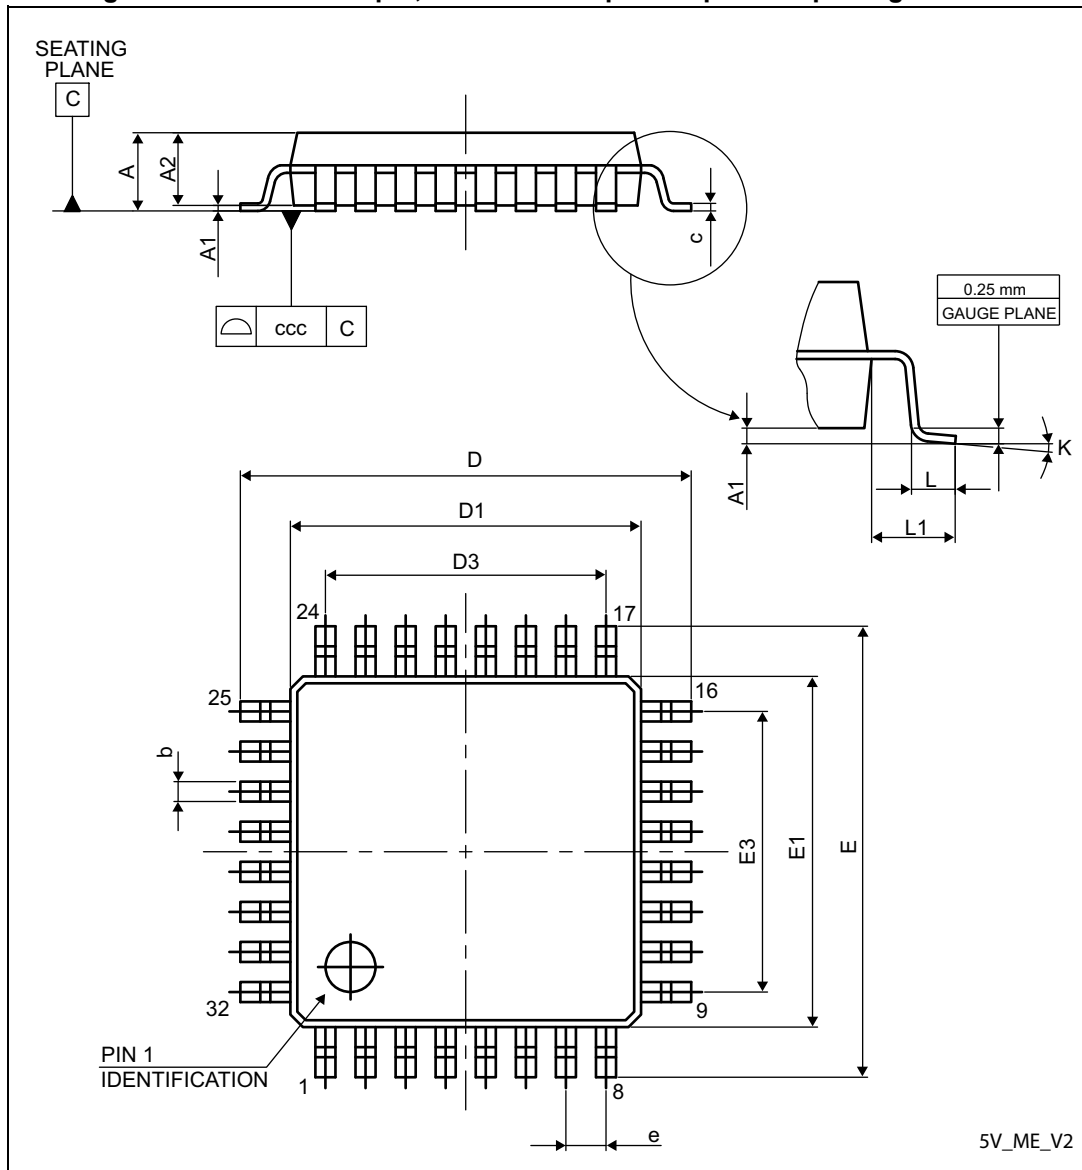 SEATING
PLANE
C
A
A2
A1
c
ccc
C
0.25 mm
GAUGE PLANE
A1
K
L
L1
D
D1
D3
24
17
25
16
b
E3
E1
E
32
9
PIN 1
IDENTIFICATION
1
8
e
5V_ME_V2